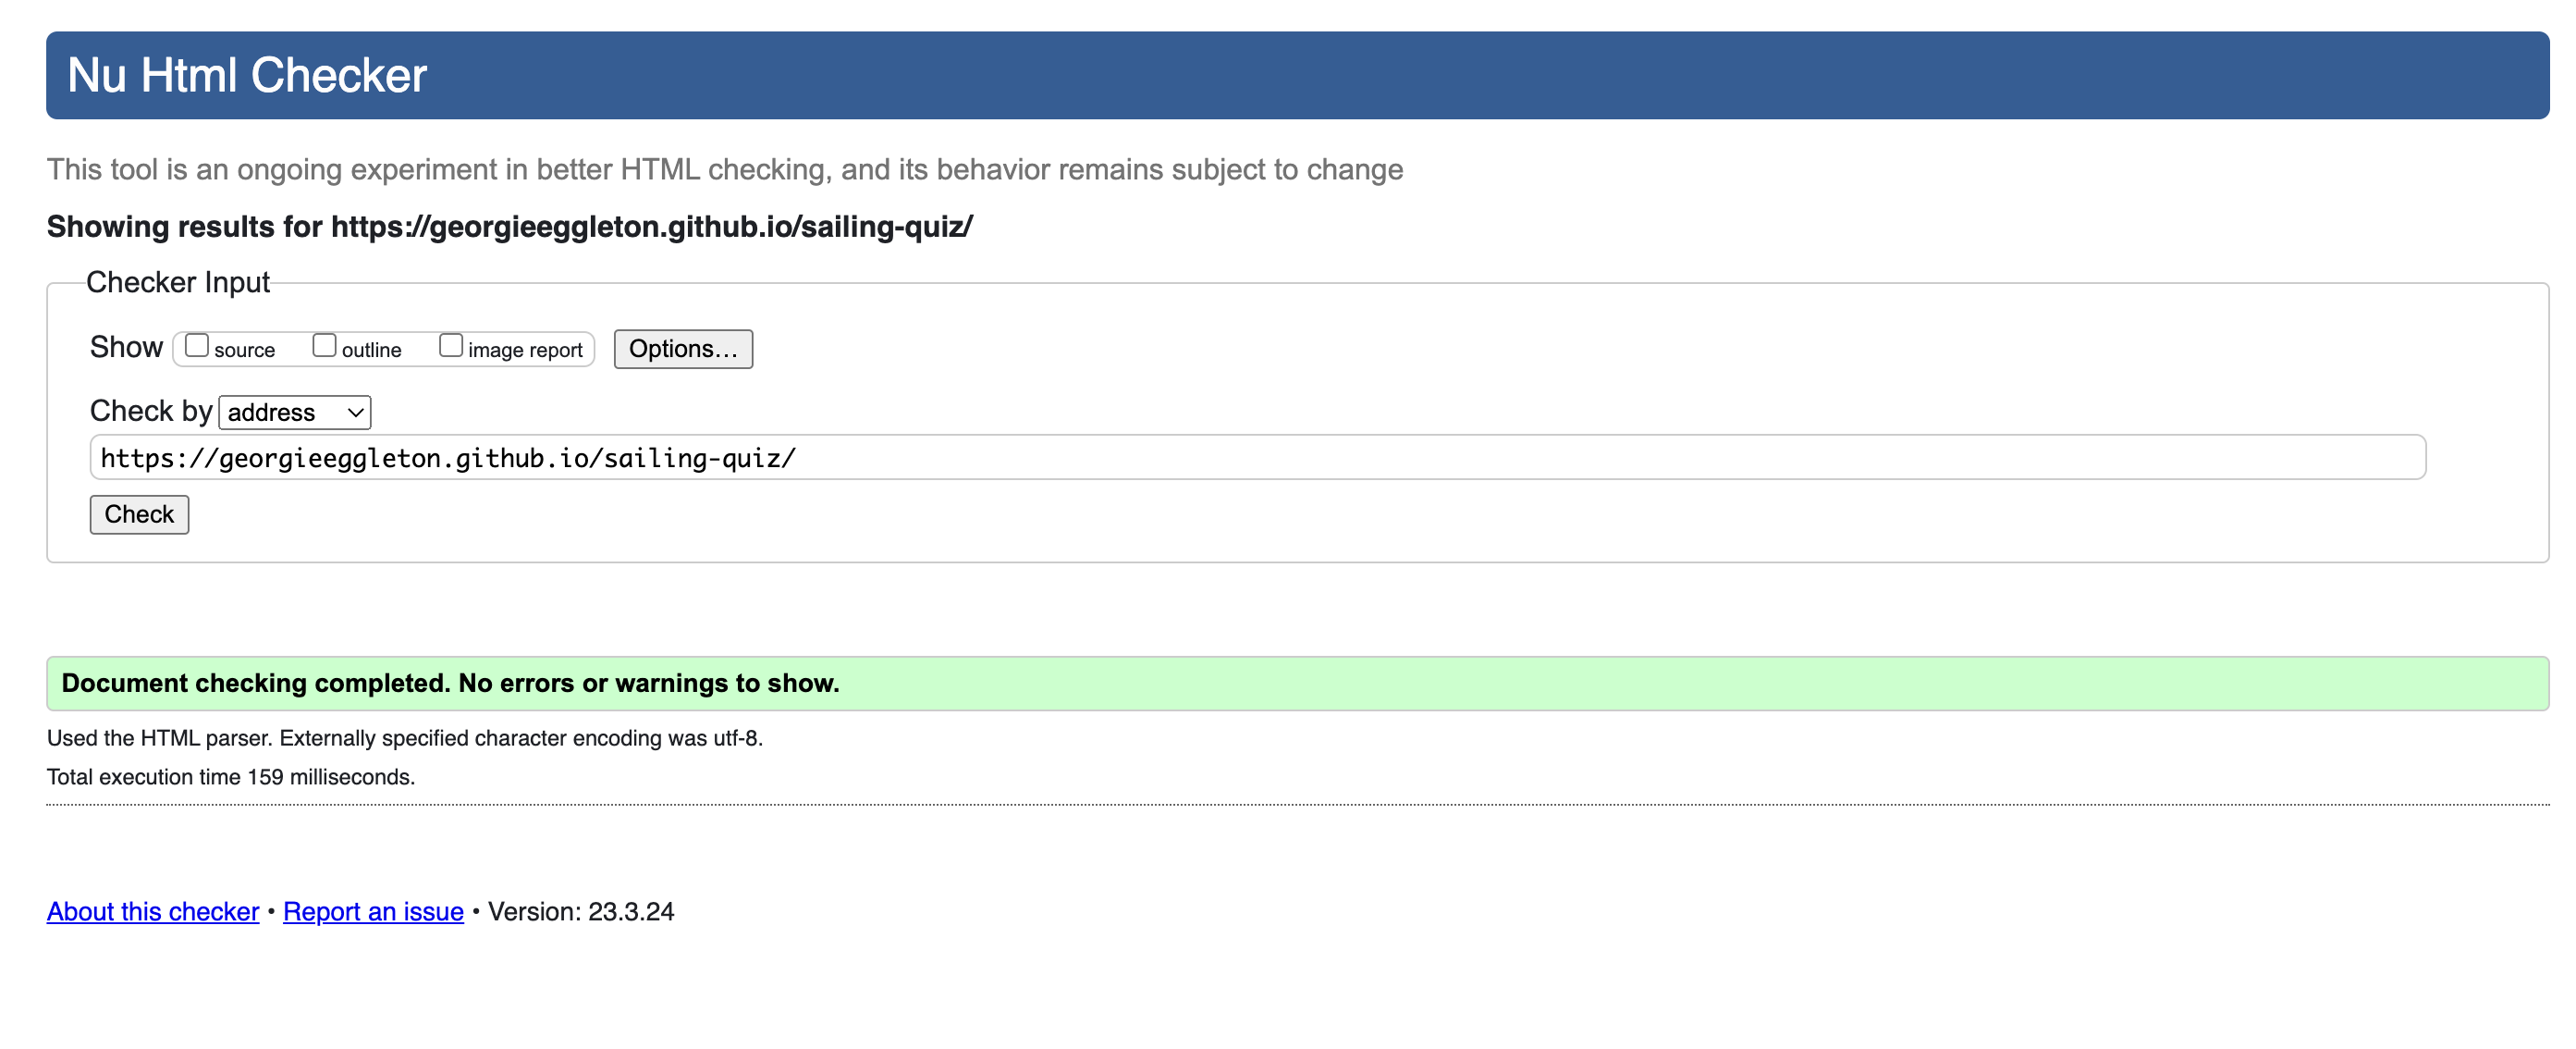 Nu Html Checker
This tool is an ongoing experiment in better HTML checking, and its behavior remains subject to change
Showing results for https://georgieeggleton.github.io/sailing-quiz/
Checker Input
Show source outline image report Options...
Check by address
https://georgieeggleton.github.io/sailing-quiz/
Check
Document checking completed. No errors or warnings to show.
Used the HTML parser. Externally specified character encoding was utf-8.
Total execution time 159 milliseconds.
About this checker • Report an issue • Version: 23.3.24